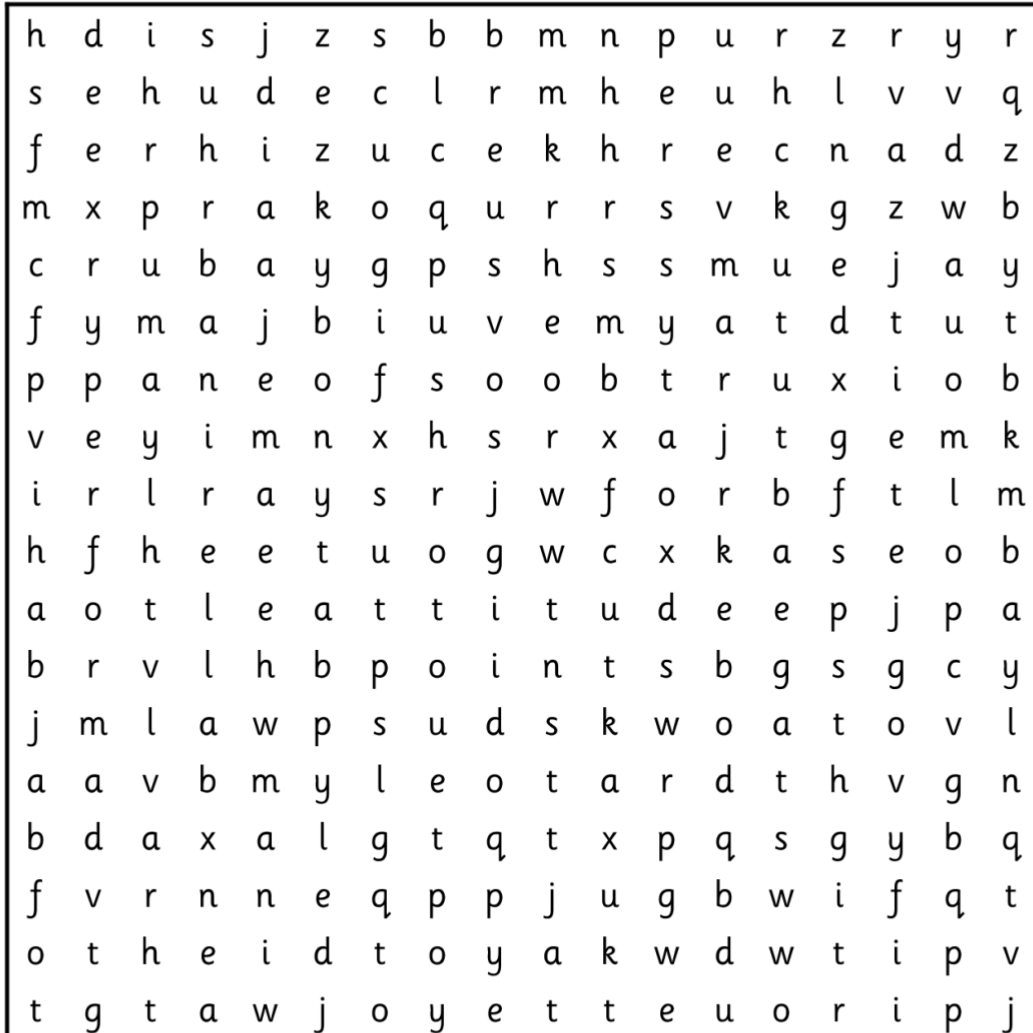 h d i s j z s b b m n p u r z r y r
s e h u d e c l r m h e u h l v v q
f e r h i z u c e k h r e c n a d z
m x p r a k o q u r r s v k g z w b
c r u b a y g p s h s s m u e j a y
f y m a j b i u v e m y a t d t u t
p p a n e o f s o o b t r u x i o b
v e y i m n x h s r x a j t g e m k
i r l r a y s r j w f o r b f t l m
h f h e e t u o g w c x k a s e o b
a o t l e a t t i t u d e e p j p a
b r v l h b p o i n t s b g s g c y
j m l a w p s u d s k w o a t o v l
a a v b m y l e o t a r d t h v g n
b d a x a l g t q t x p q s g y b q
f v r n n e q p p j u g b w i f q t
o t h e i d t o y a k w d w t i p v
t g t a w j o y e t t e u o r i p j